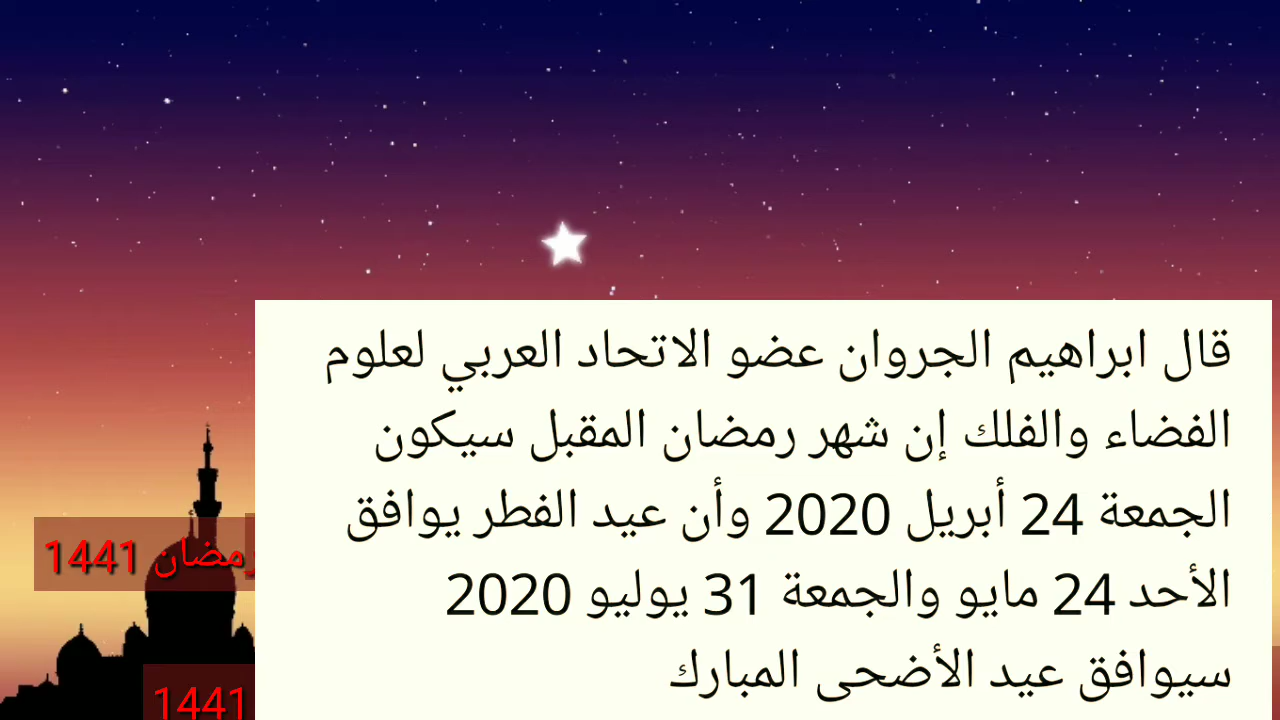 قال ابراهيم الجروان عضو الاتحاد العربي لعلوم
الفضاء والفلك إن شهر رمضان المقبل سيكون
الجمعة 24 أبريل 2020 وأن عيد الفطر يوافق
الأحد 24 مايو والجمعة 31 يوليو 2020
سيوافق عيد الأضحى المبارك
رمضان 1441
1441